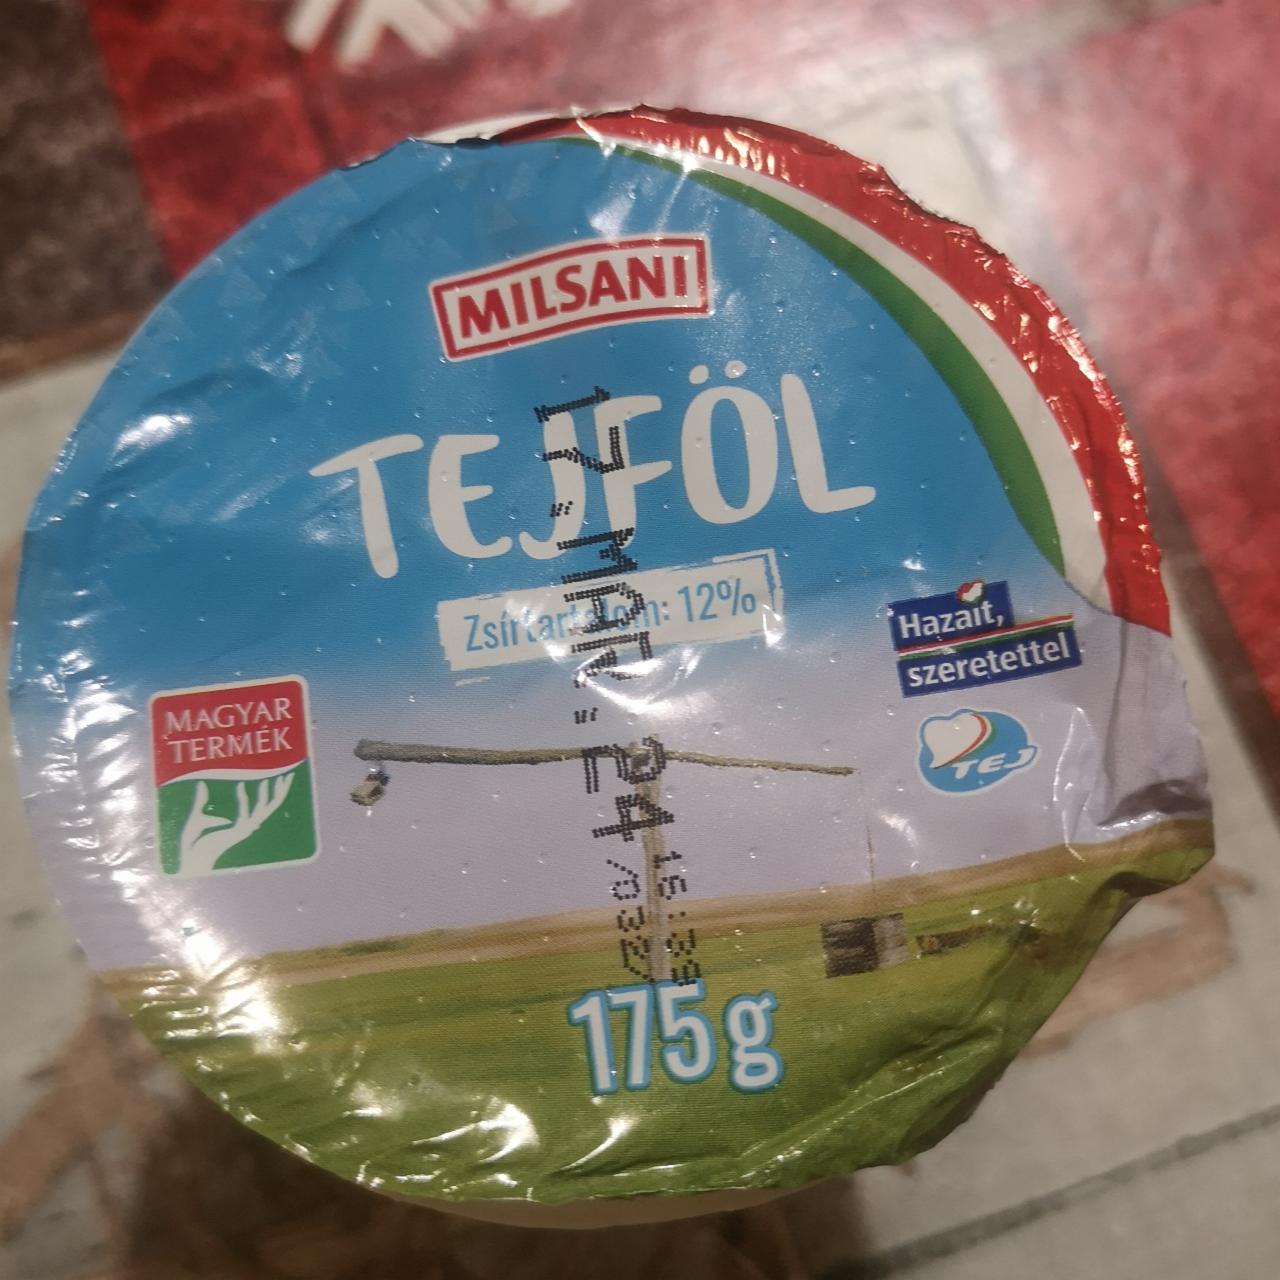 MILSANI
TEJFÖL
Zsírtartalom: 12%
Hazait,
szeretettel
MAGYAR
TERMÉK
TEJ
175 g